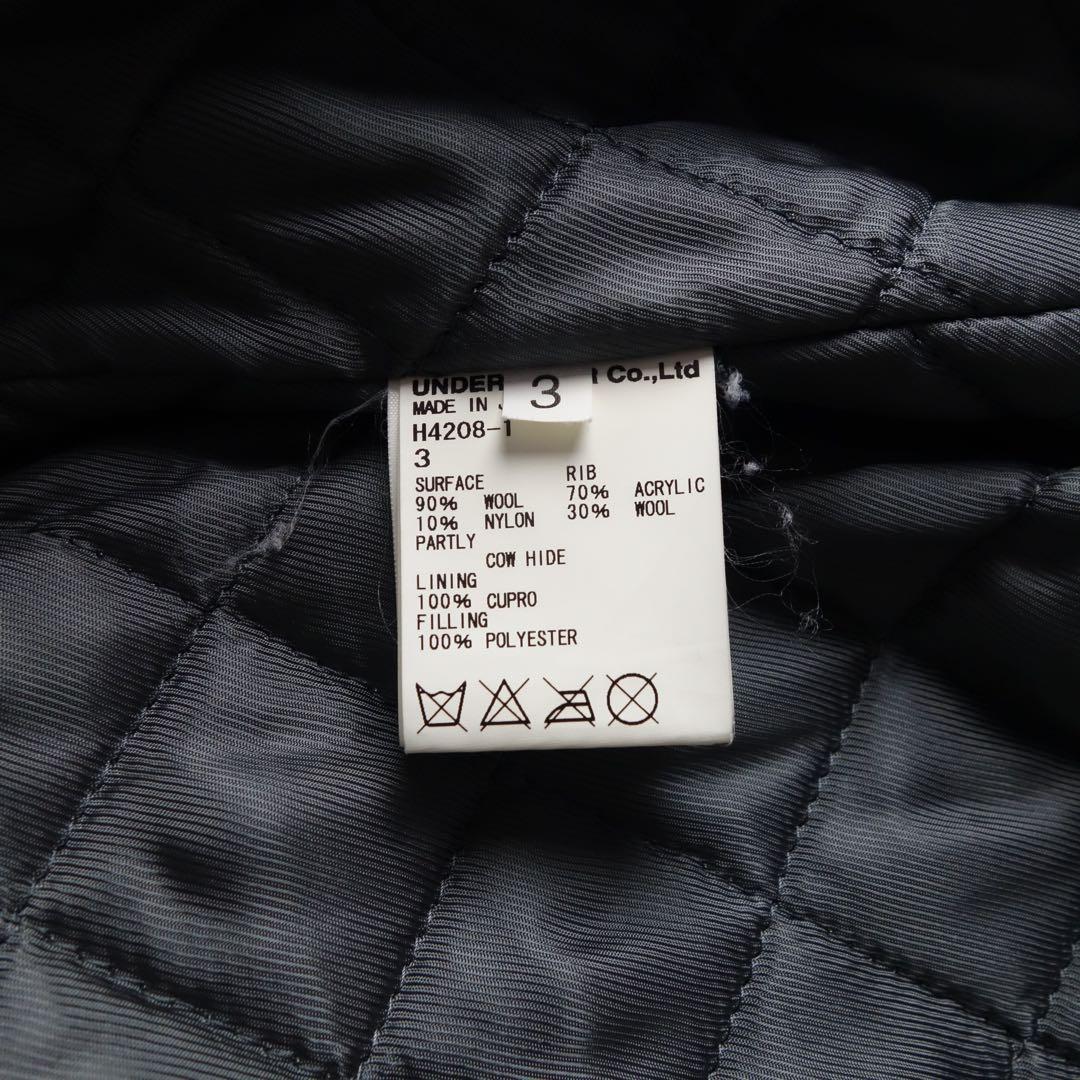 UNDER Co.,Ltd
3
MADE IN
H4208-1
3
SURFACE
90% WOOL
10% NYLON
RIB
70% ACRYLIC
30% WOOL
PARTLY
COW HIDE
LINING
100% CUPRO
FILLING
100% POLYESTER